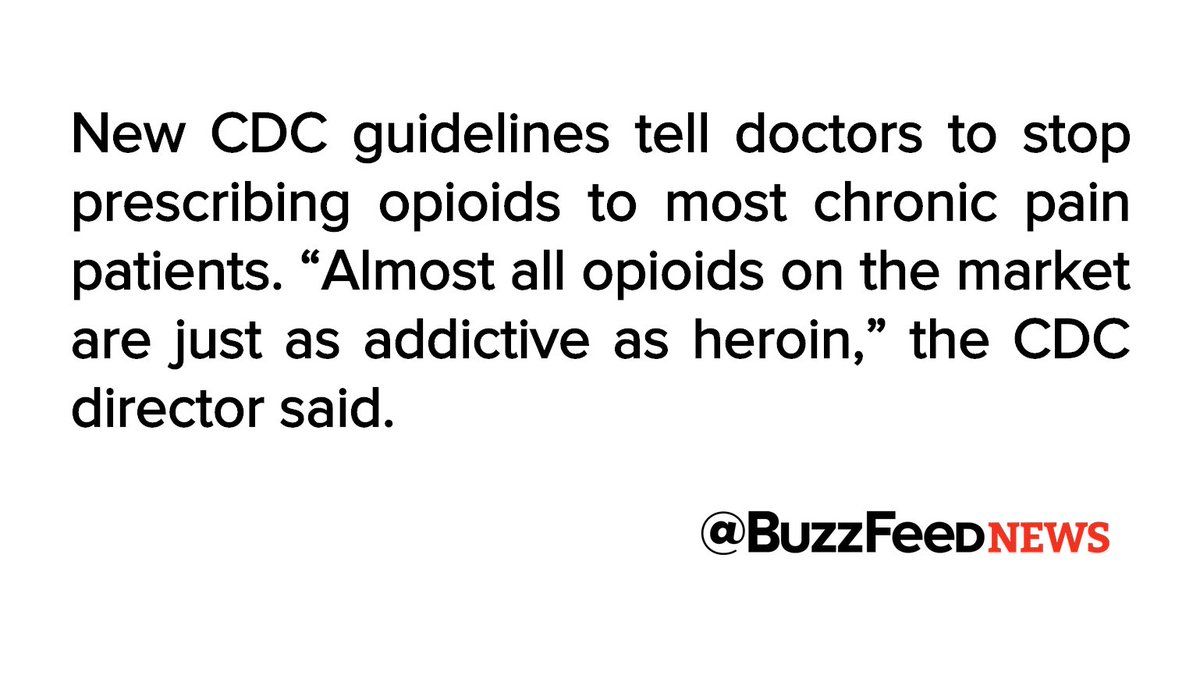 New CDC guidelines tell doctors to stop
prescribing opioids to most chronic pain
patients. “Almost all opioids on the market
are just as addictive as heroin,” the CDC
director said.
@BuzzFeedNEWS